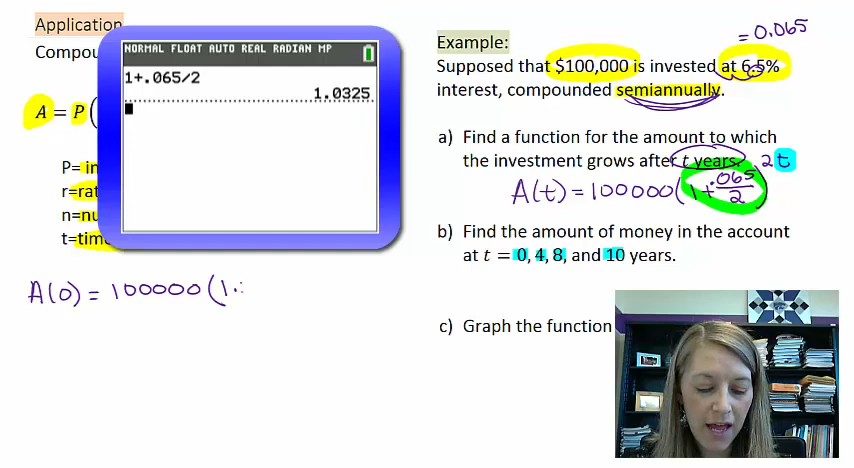 Application
Compou
A = P(
P= in
r=rat
n=nu
t=time
NORMAL FLOAT AUTO REAL RADIAN MP
1+.065/2
1.0325
A(0) = 100000(1.
Example:
= 0.065
Supposed that $100,000 is invested at 6.5%
interest, compounded semiannually.
a) Find a function for the amount to which
the investment grows after t years.
A(t) = 100000(1+.065/2)2t
b) Find the amount of money in the account
at t = 0, 4, 8, and 10 years.
c) Graph the function